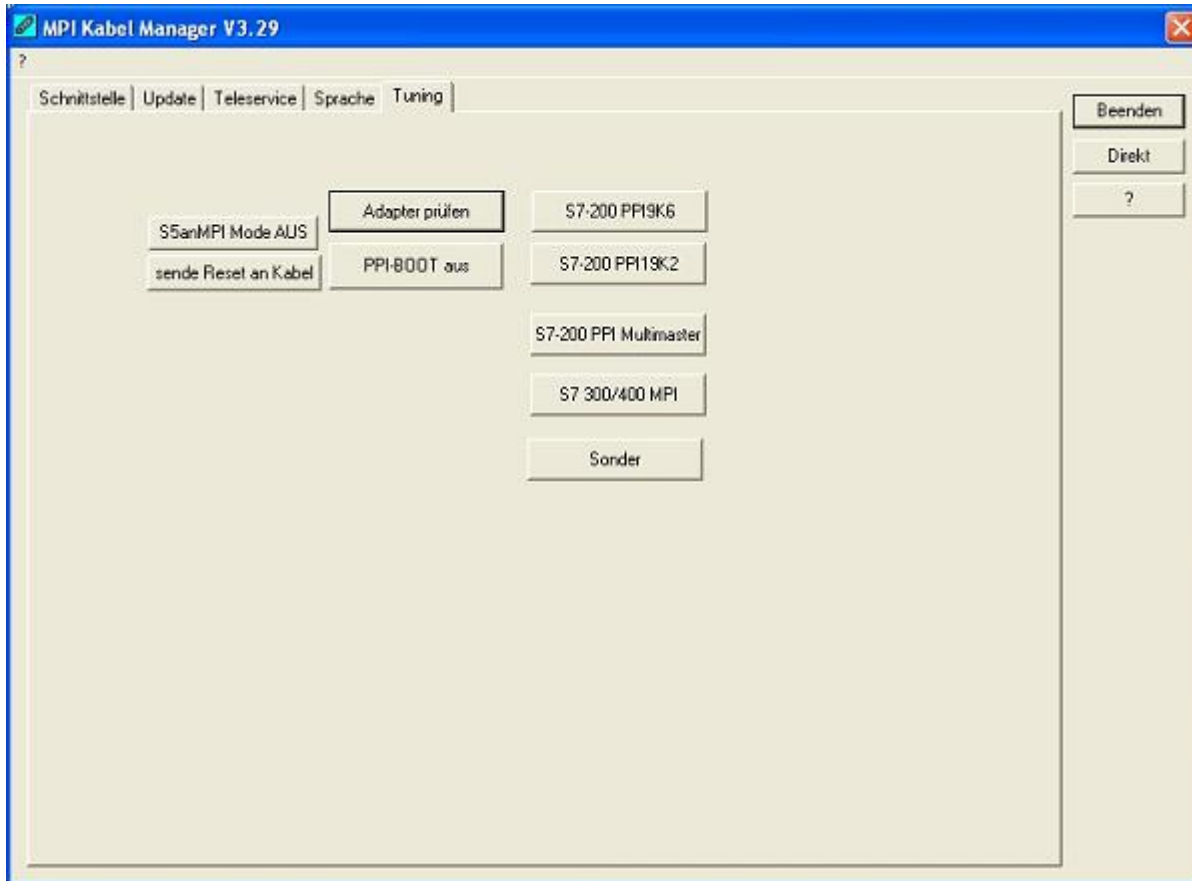 MPI Kabel Manager V3.29
?
Schnittstelle
Update
Teleservice
Sprache
Tuning
Beenden
Direkt
?
S5anMPI Mode AUS
sende Reset an Kabel
Adapter prüfen
PPI-BOOT aus
S7-200 PPI9K6
S7-200 PPI19K2
S7-200 PPI Multimaster
S7 300/400 MPI
Sonder